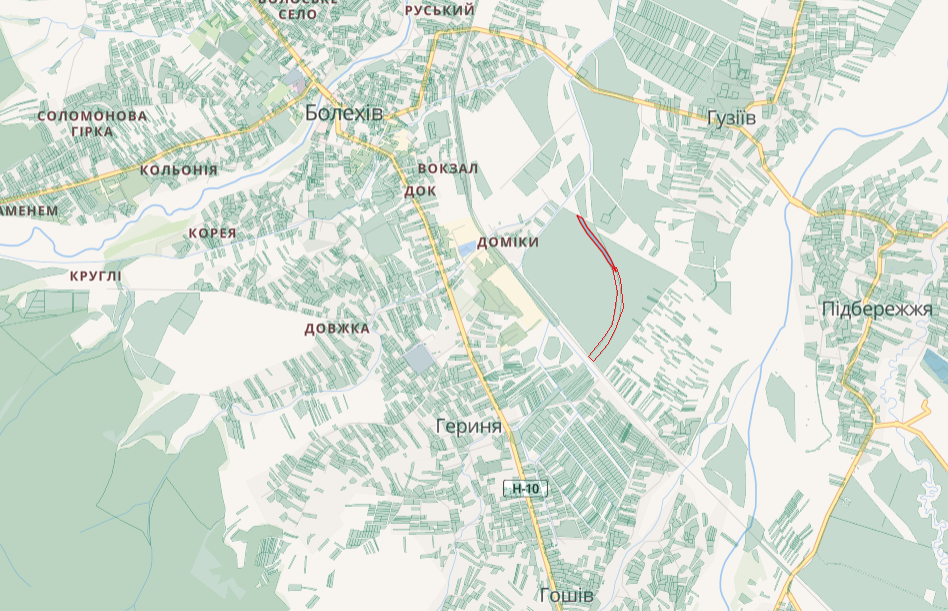 ВОЛОСЬКЕ
СЕЛО
РУСЬКИЙ
СОЛОМОНОВА
ГІРКА
Болехів
Гузіїв
КОЛЬОНІЯ
ВОКЗАЛ
ДОК
АМЕНЕМ
КОРЕЯ
ДОМІКИ
КРУГЛІ
Підбережжя
ДОВЖКА
Гериня
Н-10
Гошів